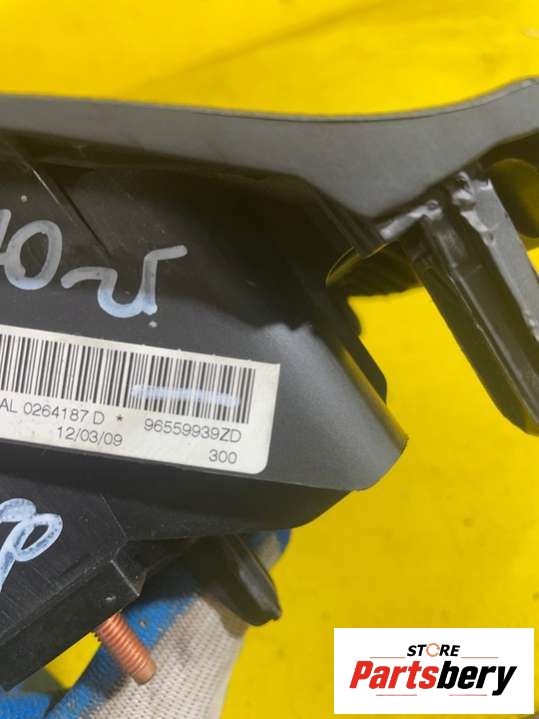 AL 0264187 D * 96559939ZD
12/03/09
300
STORE
Partsbery